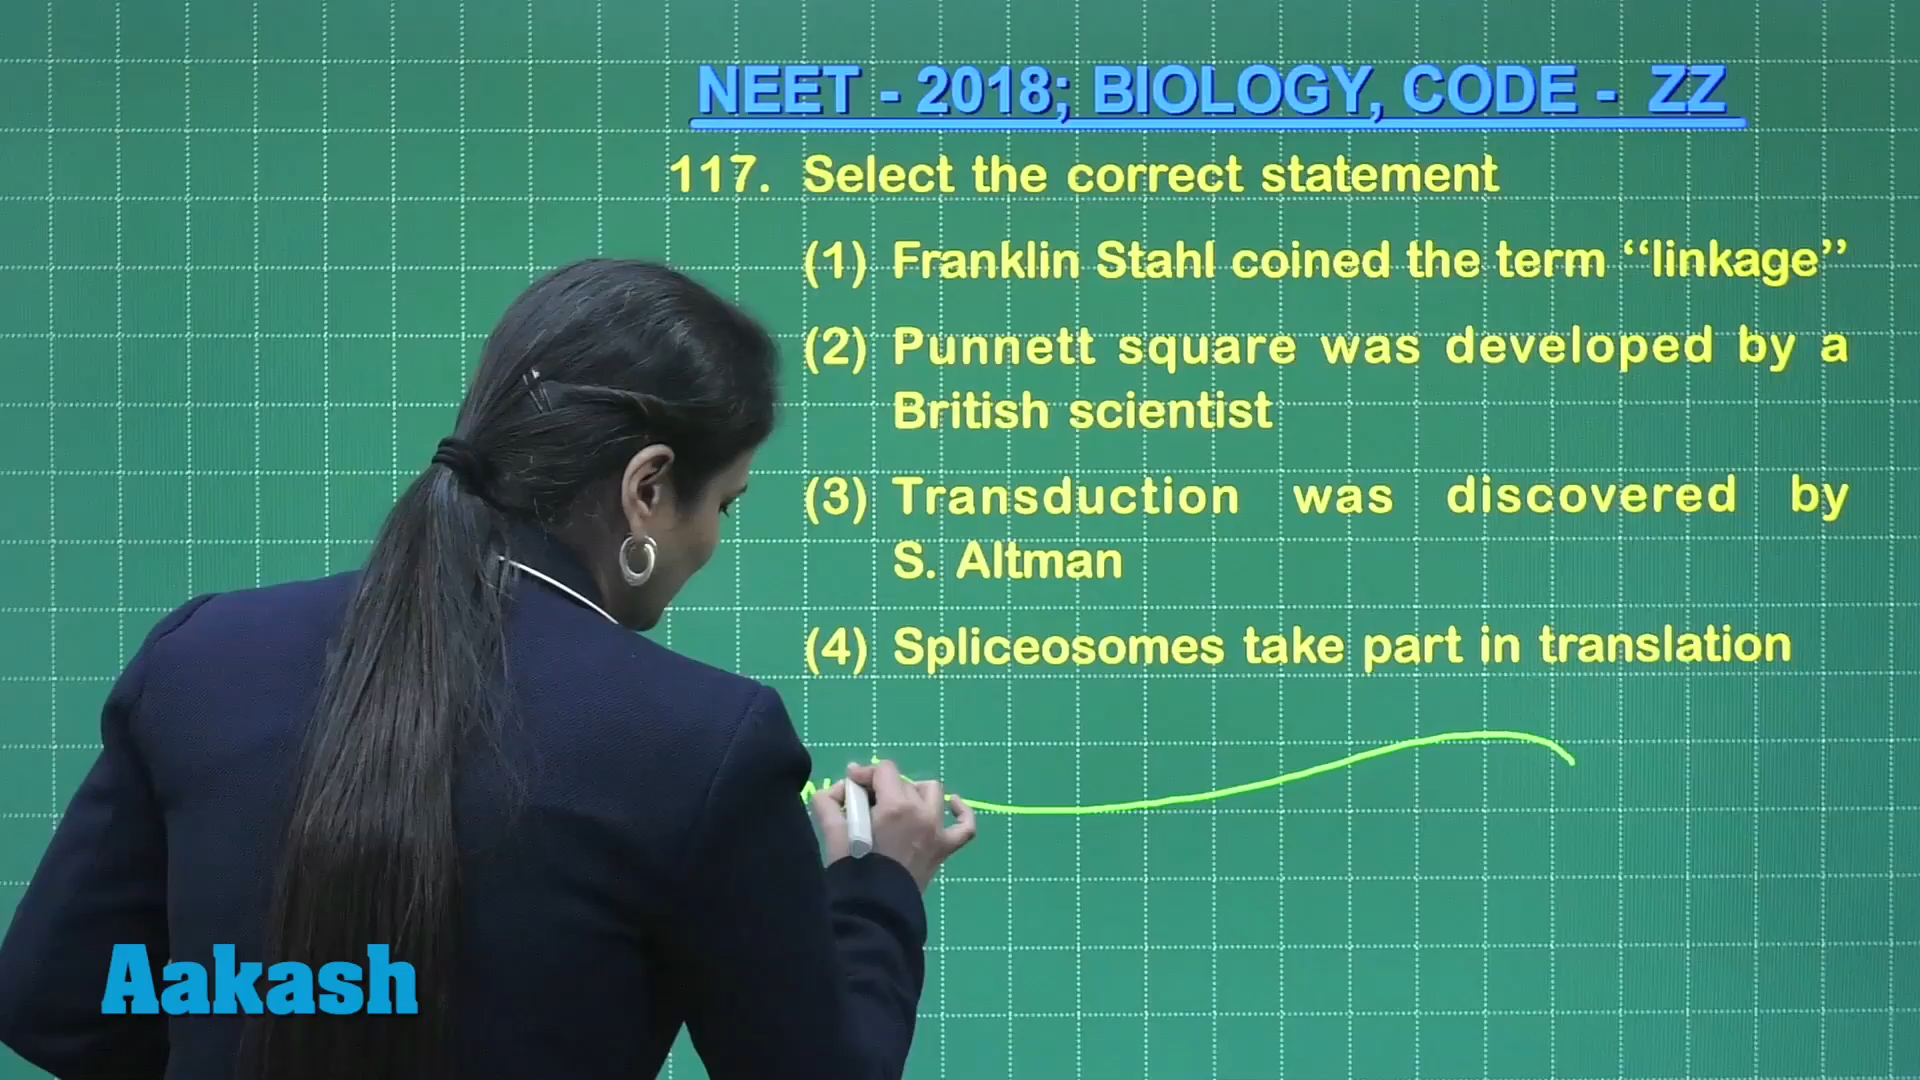 NEET - 2018; BIOLOGY, CODE - ZZ
117. Select the correct statement
(1) Franklin Stahl coined the term ‘‘linkage’’
(2) Punnett square was developed by a
British scientist
(3) Transduction was discovered by
S. Altman
(4) Spliceosomes take part in translation
Aakash